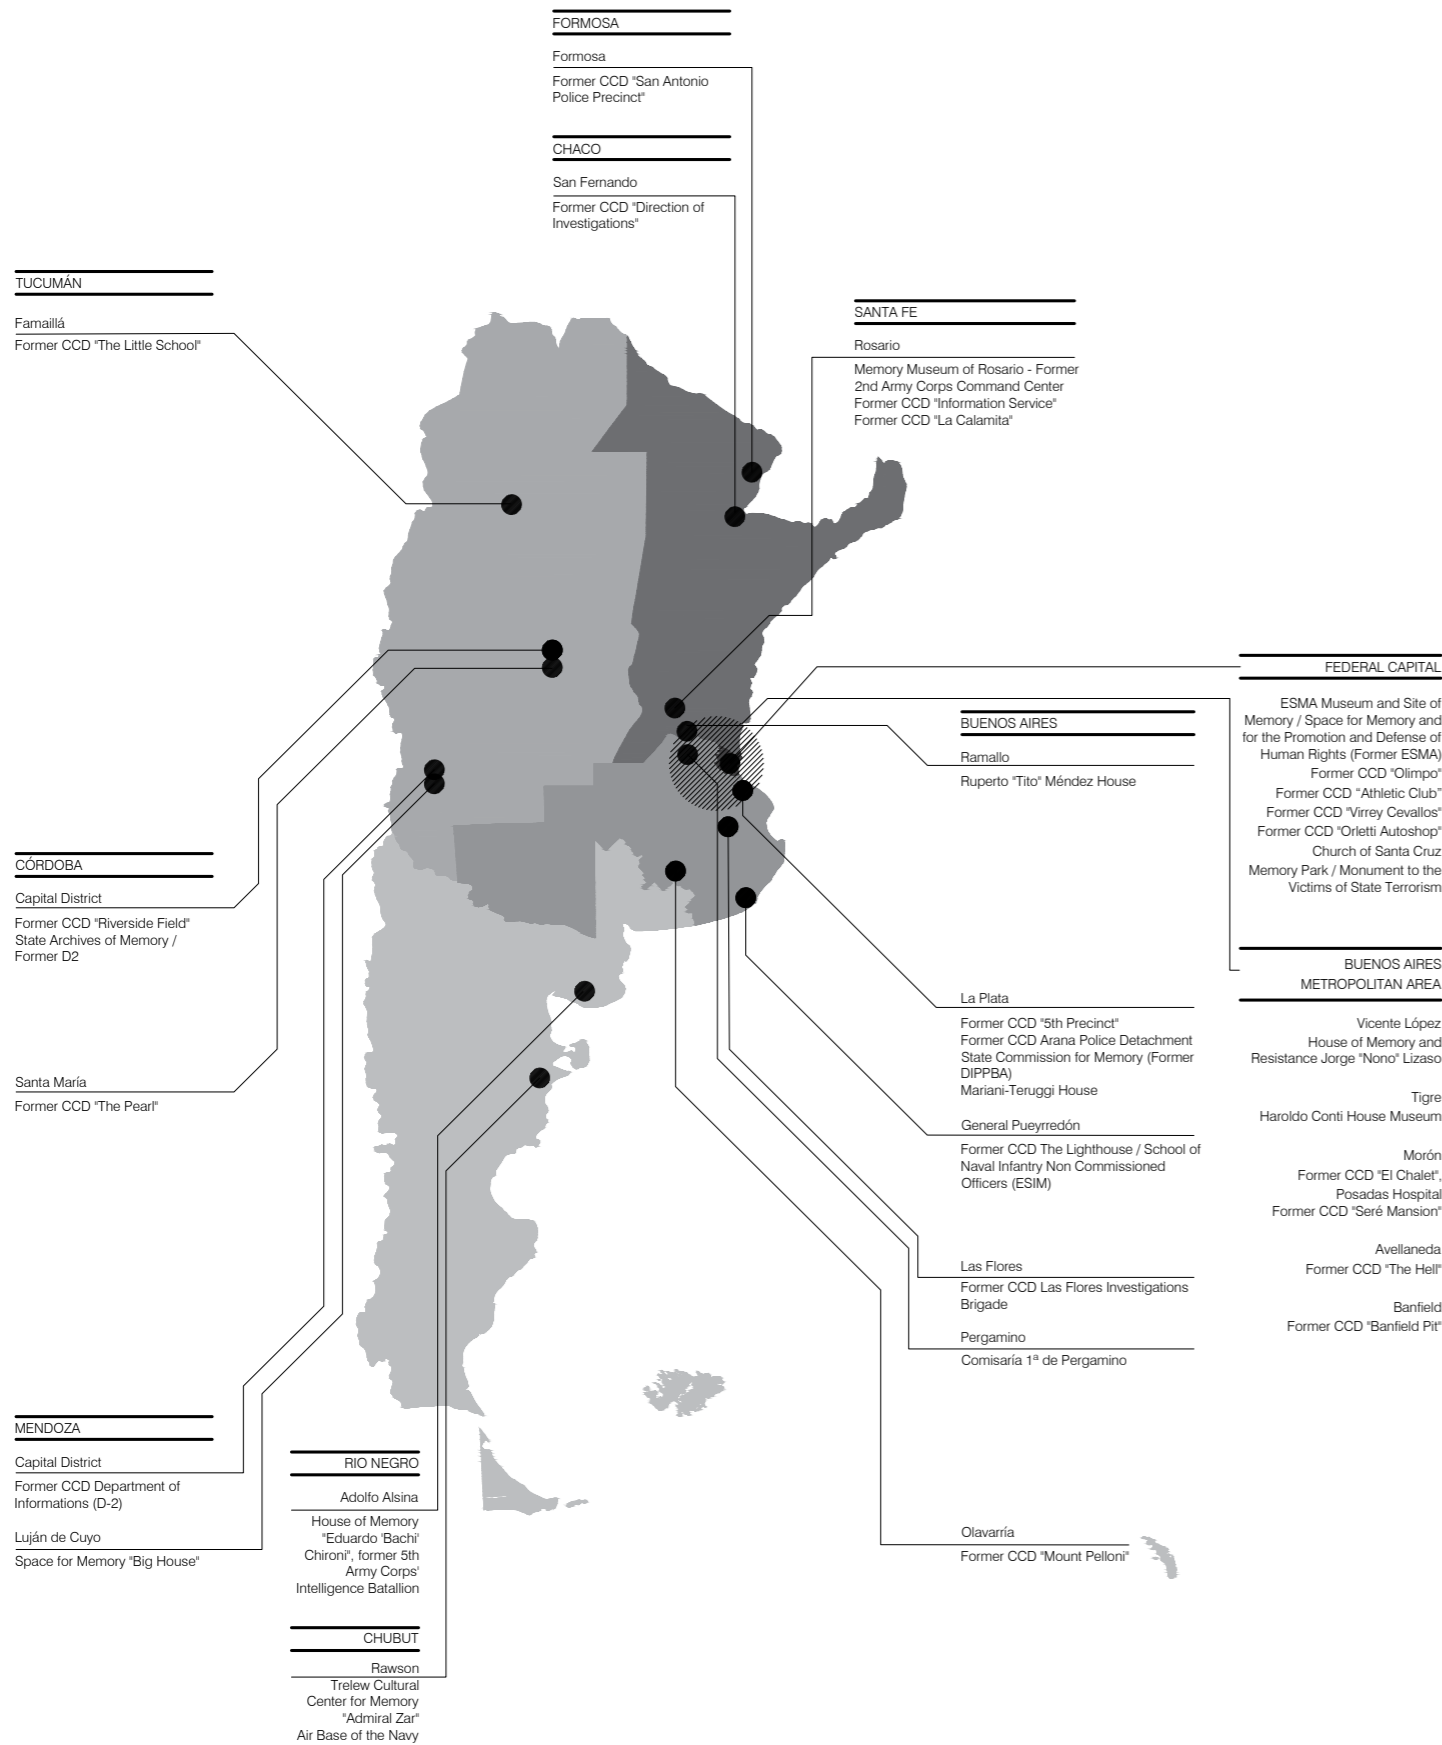 FORMOSA
Formosa
Former CCD "San Antonio
Police Precinct"
CHACO
San Fernando
Former CCD "Direction of
Investigations"
TUCUMÁN
Famaillá
Former CCD "The Little School"
SANTA FE
Rosario
Memory Museum of Rosario - Former
2nd Army Corps Command Center
Former CCD "Information Service"
Former CCD "La Calamita"
FEDERAL CAPITAL
ESMA Museum and Site of
Memory / Space for Memory and
for the Promotion and Defense of
Human Rights (Former ESMA)
Former CCD "Olimpo"
Former CCD “Athletic Club”
Former CCD "Virrey Cevallos"
Former CCD "Orletti Autoshop"
Church of Santa Cruz
Memory Park / Monument to the
Victims of State Terrorism
BUENOS AIRES
Ramallo
Ruperto "Tito" Méndez House
CÓRDOBA
Capital District
Former CCD "Riverside Field"
State Archives of Memory /
Former D2
Santa María
Former CCD "The Pearl"
La Plata
Former CCD "5th Precinct"
Former CCD Arana Police Detachment
State Commission for Memory (Former
DIPPBA)
Mariani-Teruggi House
General Pueyrredón
Former CCD The Lighthouse / School of
Naval Infantry Non Commissioned
Officers (ESIM)
Las Flores
Former CCD Las Flores Investigations
Brigade
Pergamino
Comisaría 1ª de Pergamino
BUENOS AIRES
METROPOLITAN AREA
Vicente López
House of Memory and
Resistance Jorge "Nono" Lizaso
Tigre
Haroldo Conti House Museum
Morón
Former CCD "El Chalet",
Posadas Hospital
Former CCD "Seré Mansion"
Avellaneda
Former CCD "The Hell"
Banfield
Former CCD "Banfield Pit"
MENDOZA
Capital District
Former CCD Department of
Informations (D-2)
Luján de Cuyo
Space for Memory "Big House"
RIO NEGRO
Adolfo Alsina
House of Memory
"Eduardo 'Bachi'
Chironi", former 5th
Army Corps'
Intelligence Batallion
CHUBUT
Rawson
Trelew Cultural
Center for Memory
"Admiral Zar"
Air Base of the Navy
Olavarría
Former CCD "Mount Pelloni"